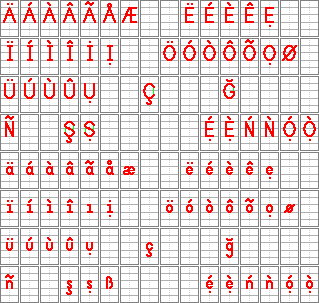 Ä Á À Â Ã Å Æ Ë É È Ê Ẹ
Ï Í Ì Î İ Ị Ö Ó Ò Ô Õ Ọ Ø
Ü Ú Ù Û Ụ Ç Ğ
Ñ Ş Ṣ Ẹ́ Ẹ̀ Ń Ǹ Ọ́ Ọ̀
ä á à â ã å æ ë é è ê ẹ
ï í ì î ı ị ö ó ò ô õ ọ ø
ü ú ù û ụ ç ğ
ñ ş ṣ ß ẹ́ ẹ̀ ń ǹ ọ́ ọ̀